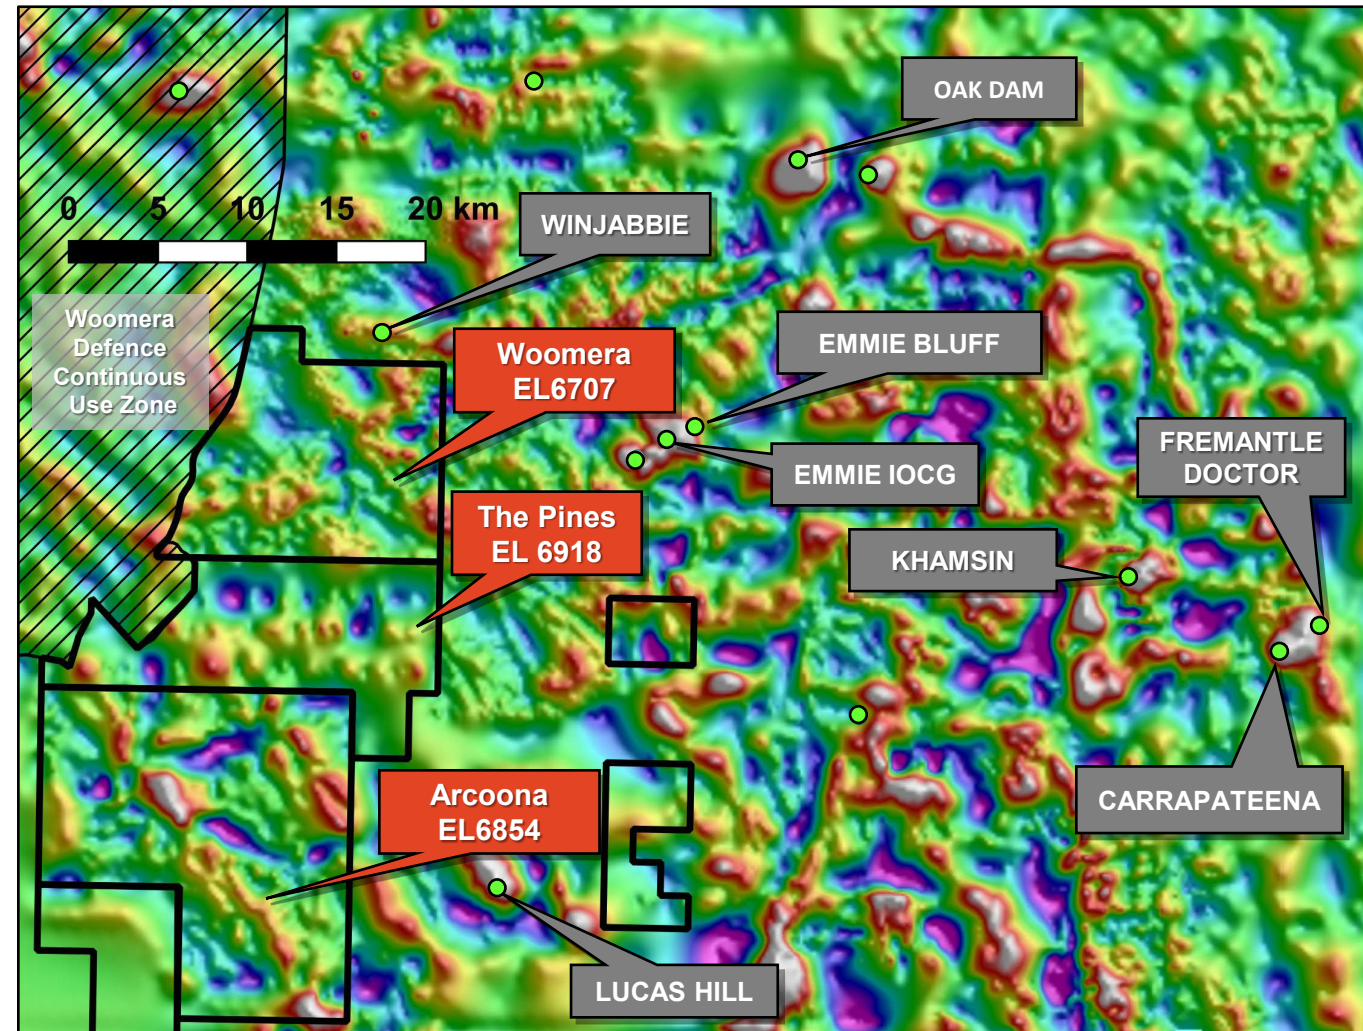 OAK DAM
0 5 10 15 20 km
WINJABBIE
Woomera
Defence
Continuous
Use Zone
Woomera
EL6707
EMMIE BLUFF
EMMIE IOCG
FREMANTLE
DOCTOR
The Pines
EL 6918
KHAMSIN
Arcoona
EL6854
CARRAPATEENA
LUCAS HILL